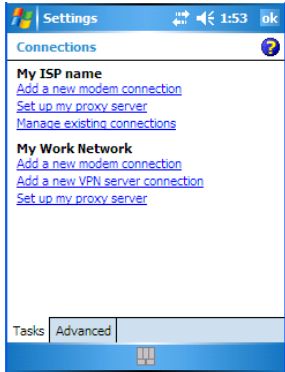 Settings 1:53 ok
Connections ?
My ISP name
Add a new modem connection
Set up my proxy server
Manage existing connections
My Work Network
Add a new modem connection
Add a new VPN server connection
Set up my proxy server
Tasks Advanced